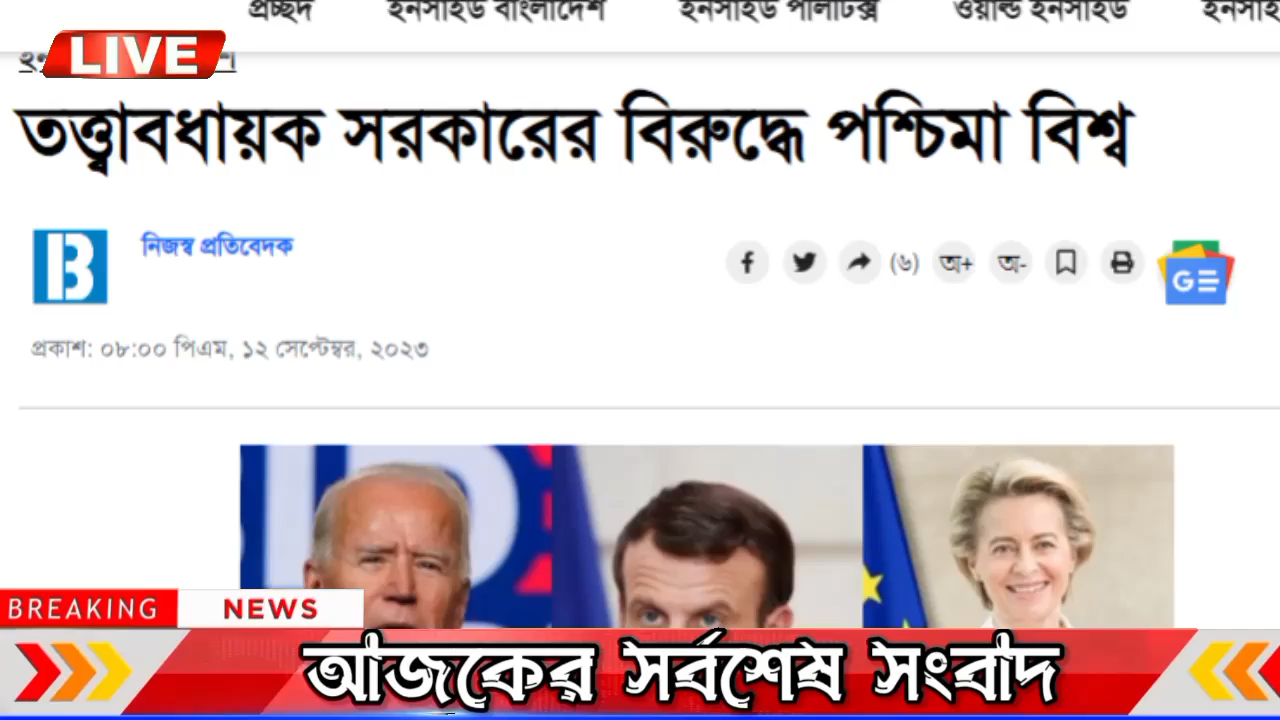 প্রচ্ছদ ইনসাইড বাংলাদেশ ইনসাইড পলিটিক্স ওয়ার্ল্ড ইনসাইড
LIVE
তত্ত্বাবধায়ক সরকারের বিরুদ্ধে পশ্চিমা বিশ্ব
নিজস্ব প্রতিবেদক
(৬) অ+ অ-
প্রকাশ: ০৮:০০ পিএম, ১২ সেপ্টেম্বর, ২০২৩
BREAKING NEWS
আজকের সর্বশেষ সংবাদ